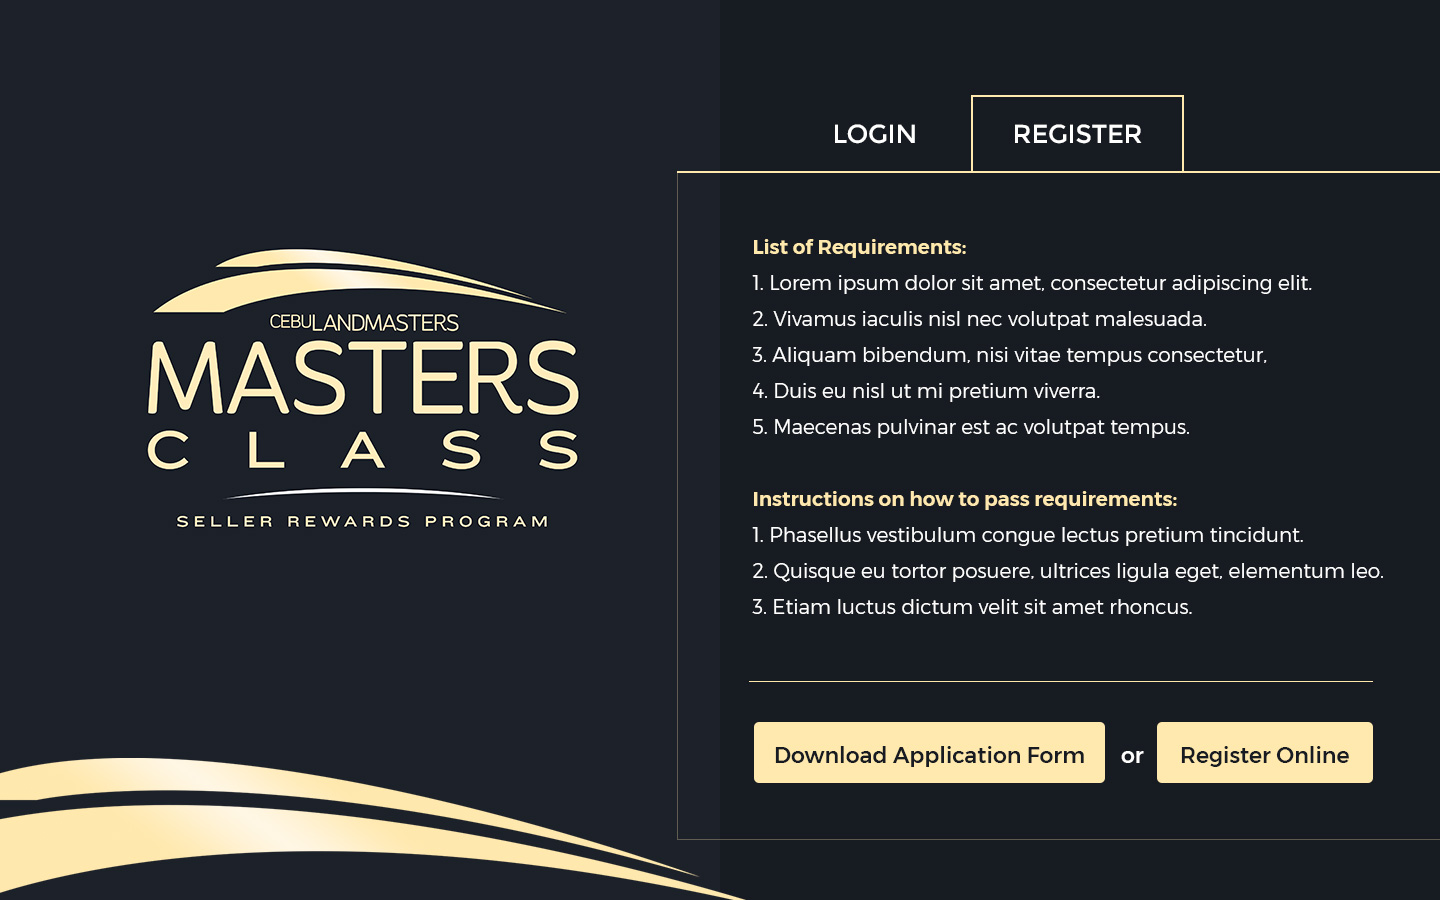 LOGIN
REGISTER
CEBULANDMASTERS
MASTERS
CLASS
SELLER REWARDS PROGRAM
List of Requirements:
1. Lorem ipsum dolor sit amet, consectetur adipiscing elit.
2. Vivamus iaculis nisl nec volutpat malesuada.
3. Aliquam bibendum, nisi vitae tempus consectetur,
4. Duis eu nisl ut mi pretium viverra.
5. Maecenas pulvinar est ac volutpat tempus.
Instructions on how to pass requirements:
1. Phasellus vestibulum congue lectus pretium tincidunt.
2. Quisque eu tortor posuere, ultrices ligula eget, elementum leo.
3. Etiam luctus dictum velit sit amet rhoncus.
Download Application Form or Register Online